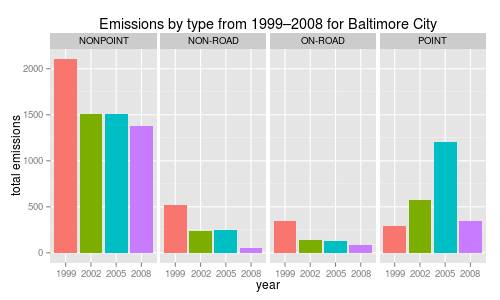 Emissions by type from 1999–2008 for Baltimore City
NONPOINT NON-ROAD ON-ROAD POINT
total emissions
2000
1500
1000
500
0
1999 2002 2005 2008 1999 2002 2005 2008 1999 2002 2005 2008 1999 2002 2005 2008
year